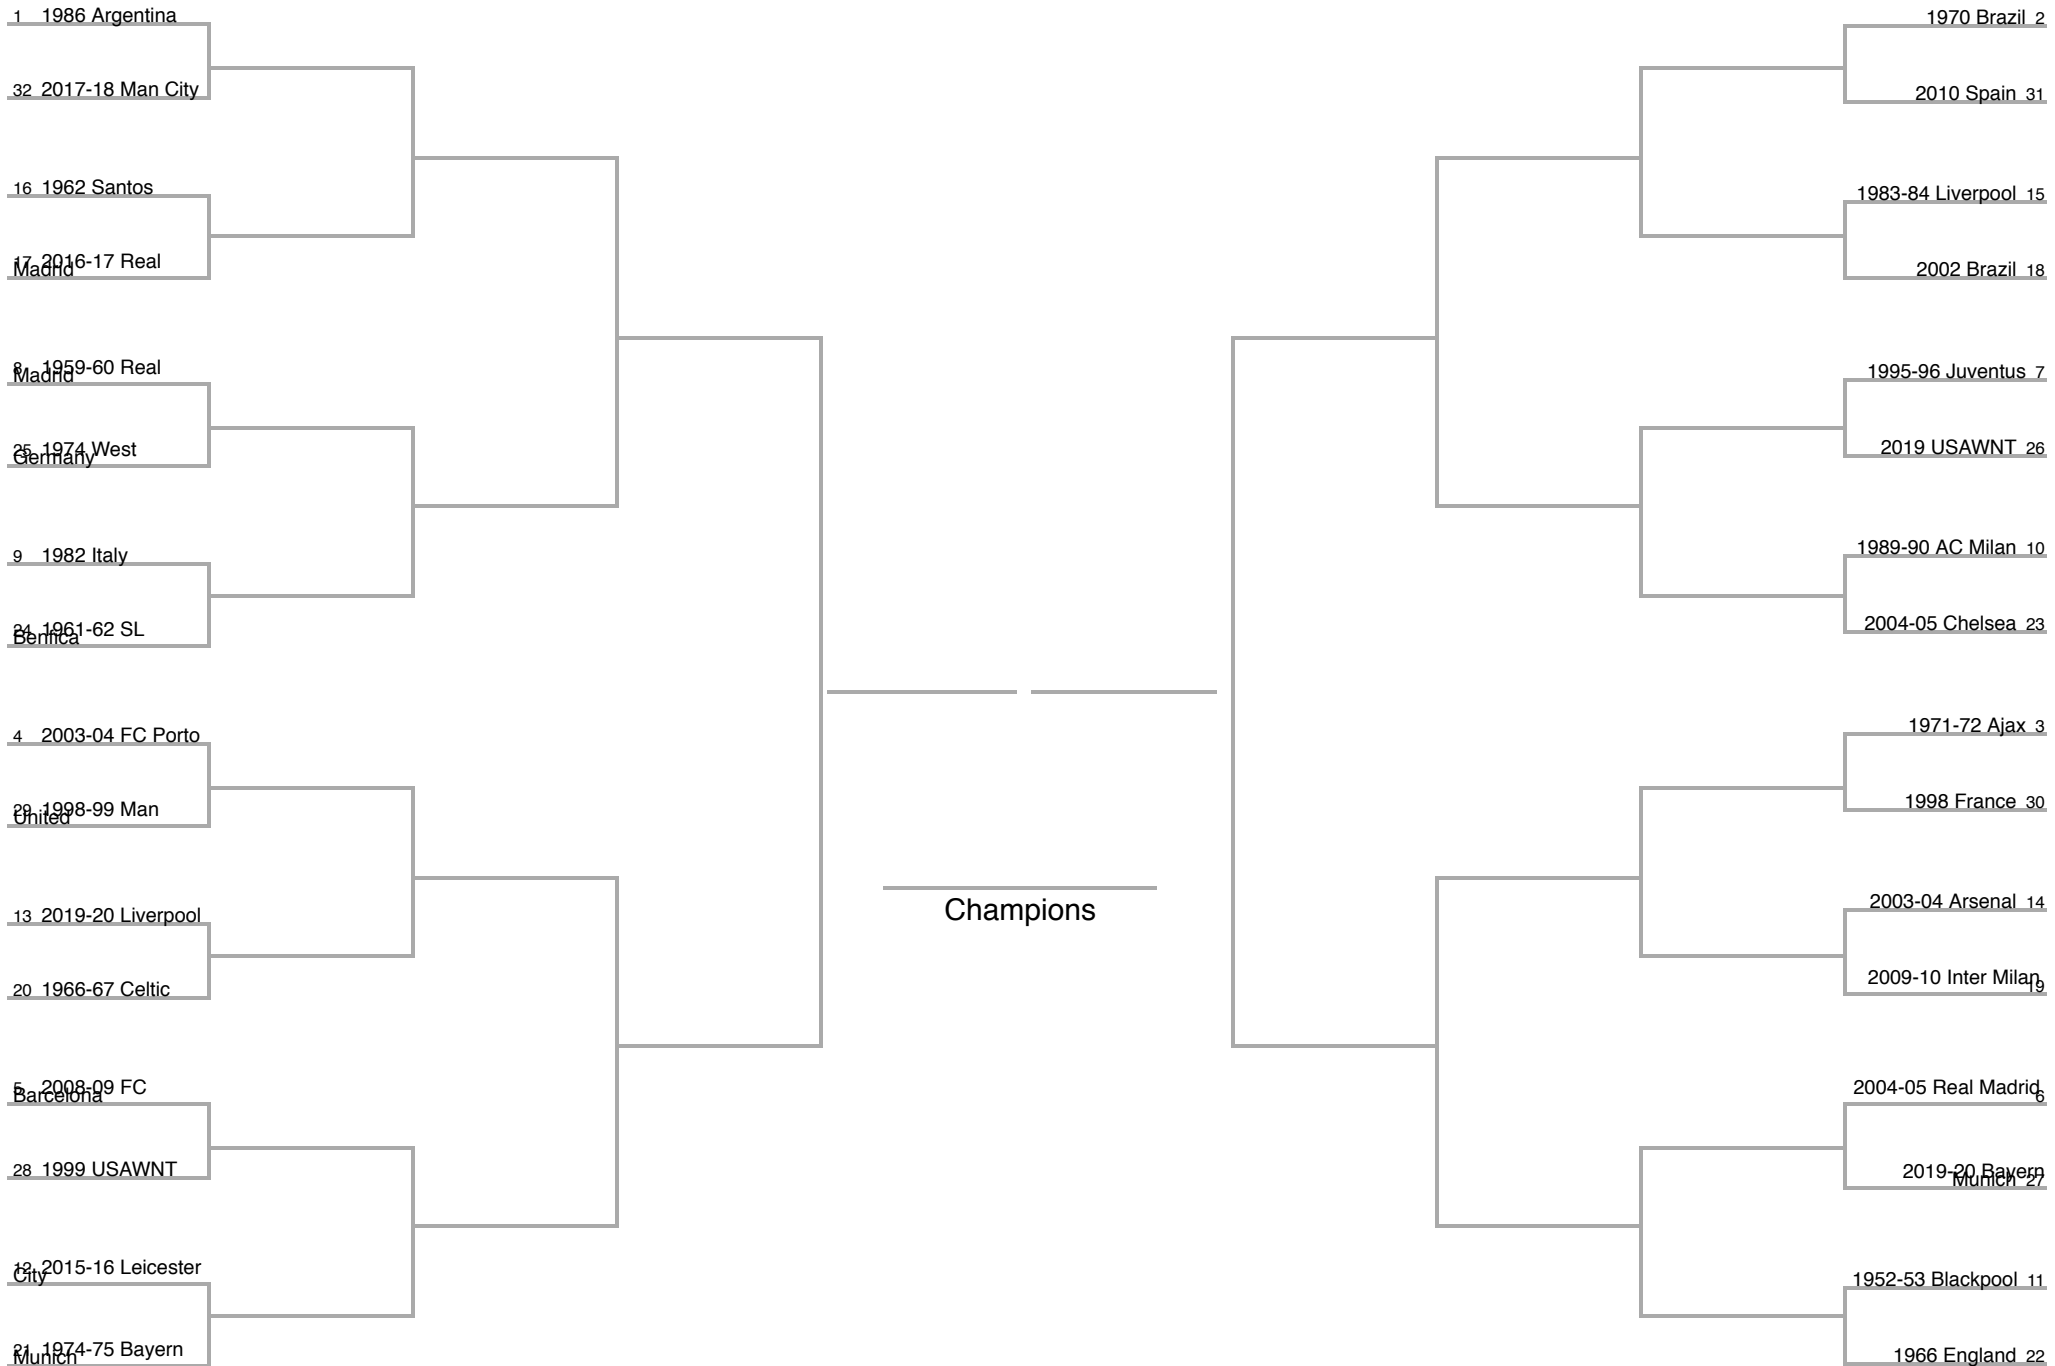 1 1986 Argentina
32 2017-18 Man City
16 1962 Santos
17 2016-17 Real
Madrid
8 1959-60 Real
Madrid
25 1974 West
Germany
9 1982 Italy
24 1961-62 SL
Benfica
4 2003-04 FC Porto
29 1998-99 Man
United
13 2019-20 Liverpool
20 1966-67 Celtic
5 2008-09 FC
Barcelona
28 1999 USAWNT
12 2015-16 Leicester
City
21 1974-75 Bayern
Munich
Champions
1970 Brazil 2
2010 Spain 31
1983-84 Liverpool 15
2002 Brazil 18
1995-96 Juventus 7
2019 USAWNT 26
1989-90 AC Milan 10
2004-05 Chelsea 23
1971-72 Ajax 3
1998 France 30
2003-04 Arsenal 14
2009-10 Inter Milan
19
2004-05 Real Madrid
6
2019-20 Bayern
Munich 27
1952-53 Blackpool 11
1966 England 22